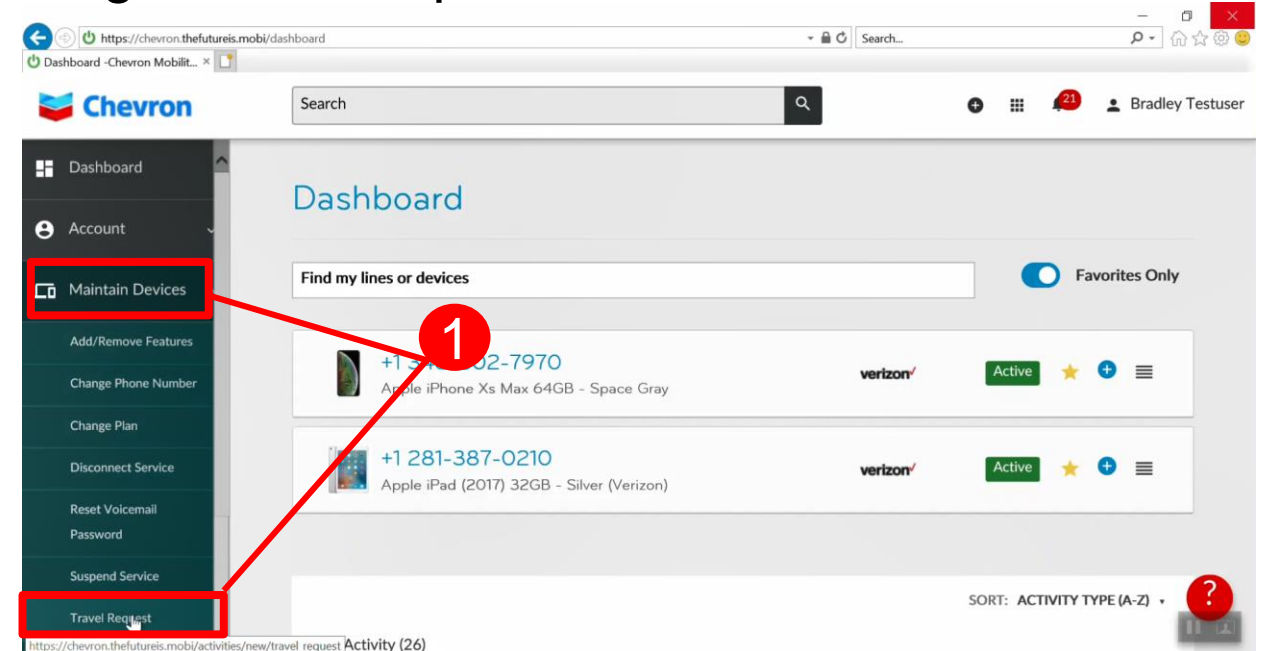 https://chevron.thefutureis.mobi/dashboard
Search...
Dashboard -Chevron Mobilit... ×
Chevron
Search
21
Bradley Testuser
Dashboard
Account
Maintain Devices
Add/Remove Features
Change Phone Number
Change Plan
Disconnect Service
Reset Voicemail
Password
Suspend Service
Travel Request
https://chevron.thefutureis.mobi/activities/new/travel_request
Dashboard
Find my lines or devices
Favorites Only
1
02-7970
Apple iPhone Xs Max 64GB - Space Gray
verizon
Active
+1 281-387-0210
Apple iPad (2017) 32GB - Silver (Verizon)
verizon
Active
SORT: ACTIVITY TYPE (A-Z)
?
Activity (26)